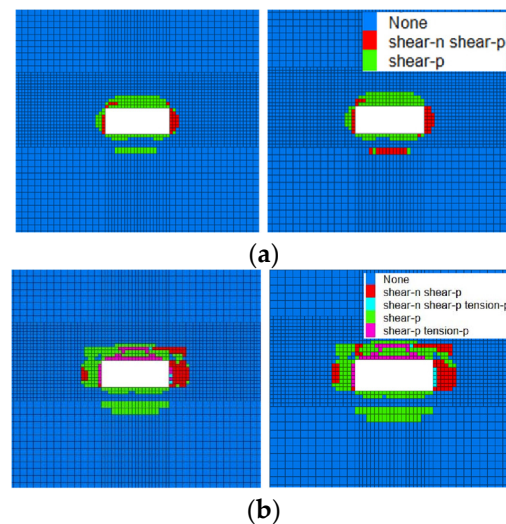 None
shear-n shear-p
shear-p
(a)
None
shear-n shear-p
shear-n shear-p tension-p
shear-p
shear-p tension-p
(b)